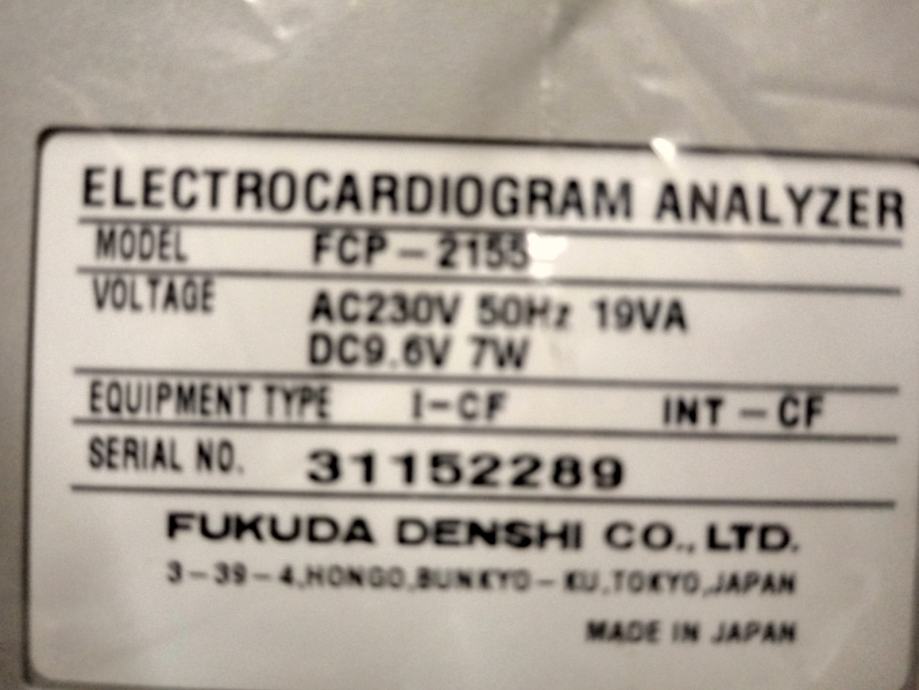 ELECTROCARDIOGRAM ANALYZER
MODEL FCP-2155
VOLTAGE AC230V 50Hz 19VA
DC9.6V 7W
EQUIPMENT TYPE I-CF INT-CF
SERIAL NO. 31152289
FUKUDA DENSHI CO., LTD.
3-39-4, HONGO, BUNKYO-KU, TOKYO, JAPAN
MADE IN JAPAN